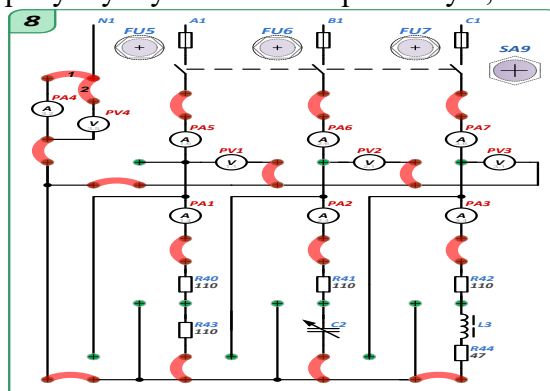 8
N1 A1 B1 C1
FU5 FU6 FU7
SA9
1
2
PA4
A
PV4
V
PA5 PA6 PA7
A A A
PV1 PV2 PV3
V V V
PA1 PA2 PA3
A A A
R40 R41 R42
110 110 110
R43
110
C2
L3
R44
47